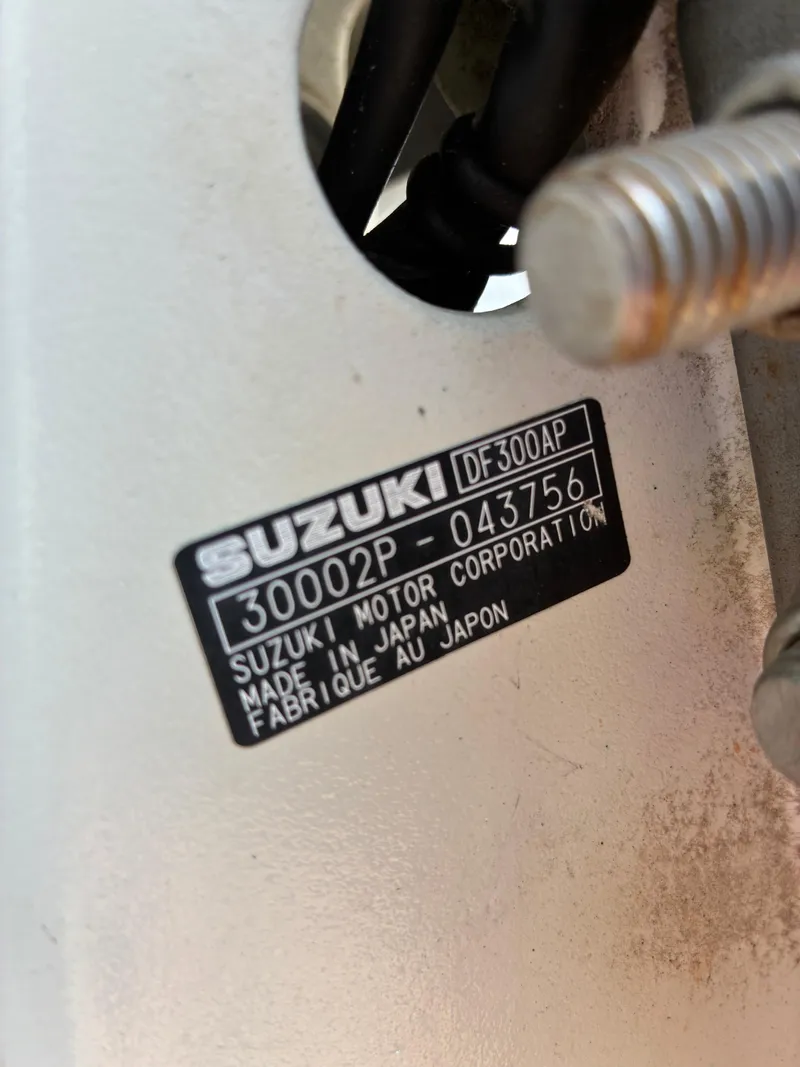 SUZUKI DF300AP
30002P - 043756
SUZUKI MOTOR CORPORATION
MADE IN JAPAN
FABRIQUE AU JAPON